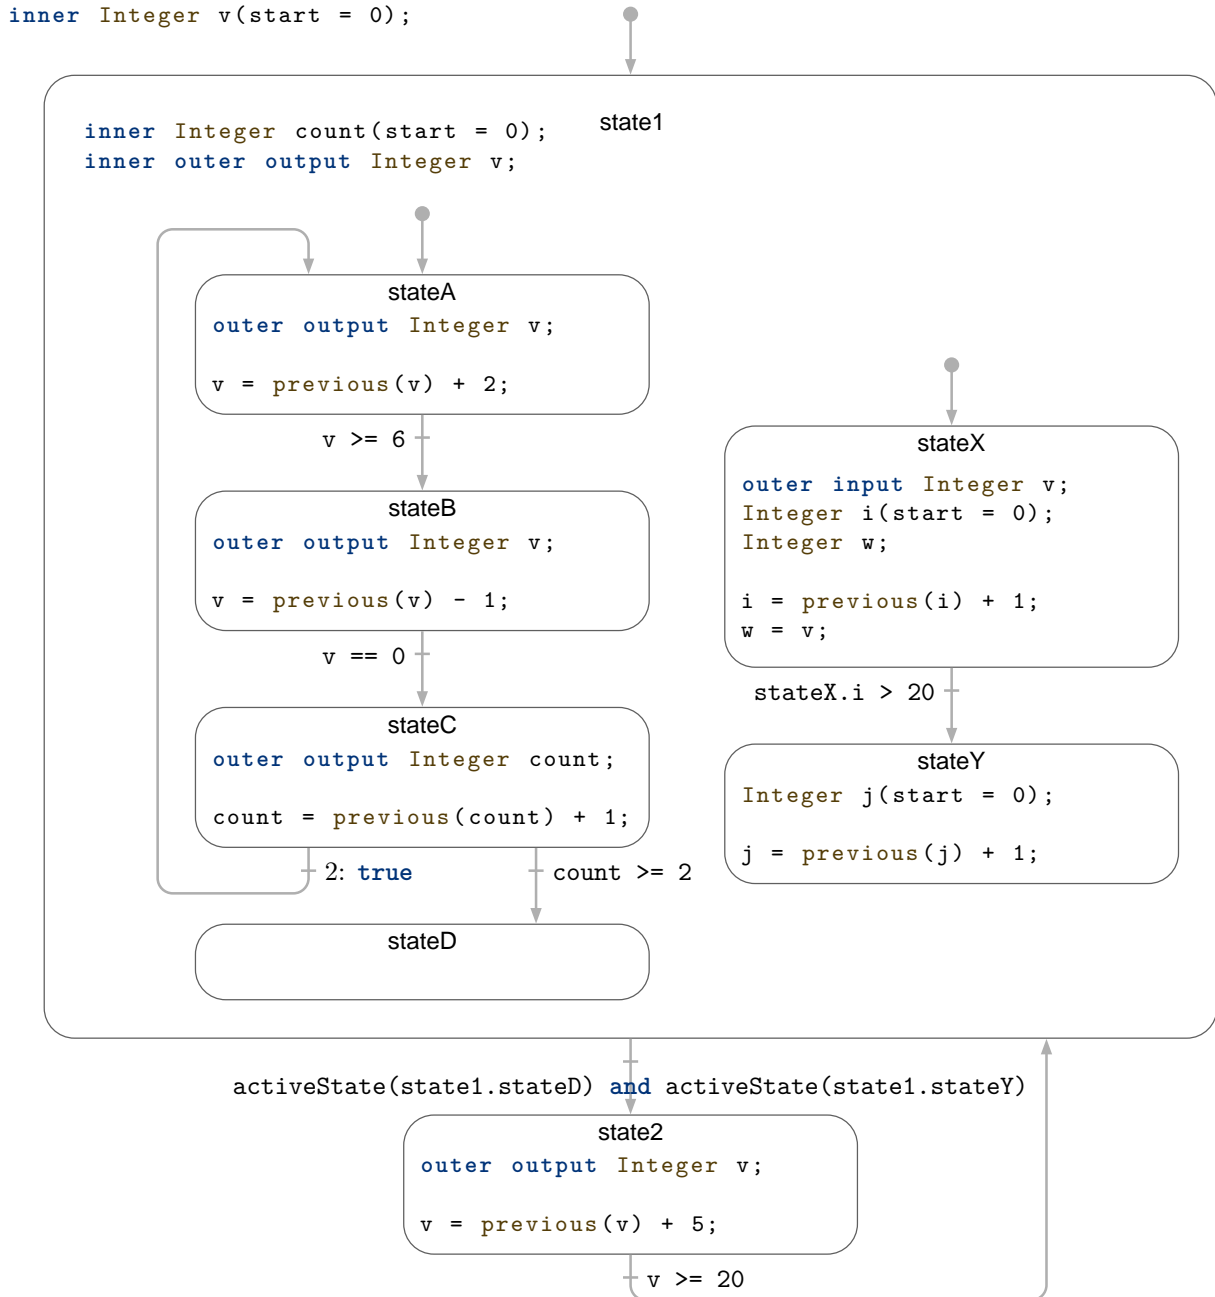 inner Integer v(start = 0);
state1
inner Integer count(start = 0);
inner outer output Integer v;
stateA
outer output Integer v;
v = previous(v) + 2;
v >= 6
stateB
outer output Integer v;
v = previous(v) - 1;
v == 0
stateC
outer output Integer count;
count = previous(count) + 1;
2: true
count >= 2
stateD
stateX
outer input Integer v;
Integer i(start = 0);
Integer w;
i = previous(i) + 1;
w = v;
stateX.i > 20
stateY
Integer j(start = 0);
j = previous(j) + 1;
activeState(state1.stateD) and activeState(state1.stateY)
state2
outer output Integer v;
v = previous(v) + 5;
v >= 20